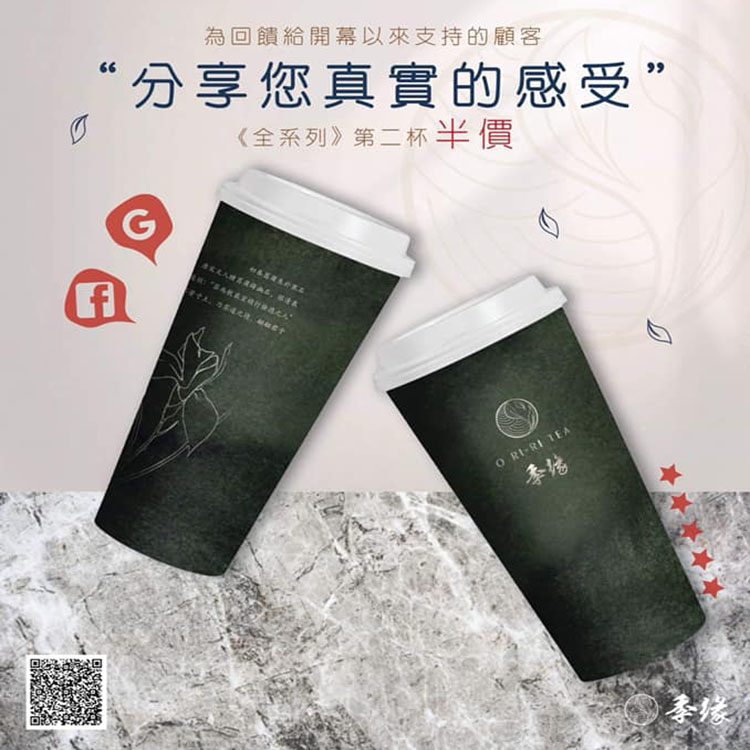 為回饋給開幕以來支持的顧客
“分享您真實的感受”
《全系列》第二杯半價
G
f
O RI-RI TEA
季緣
季緣